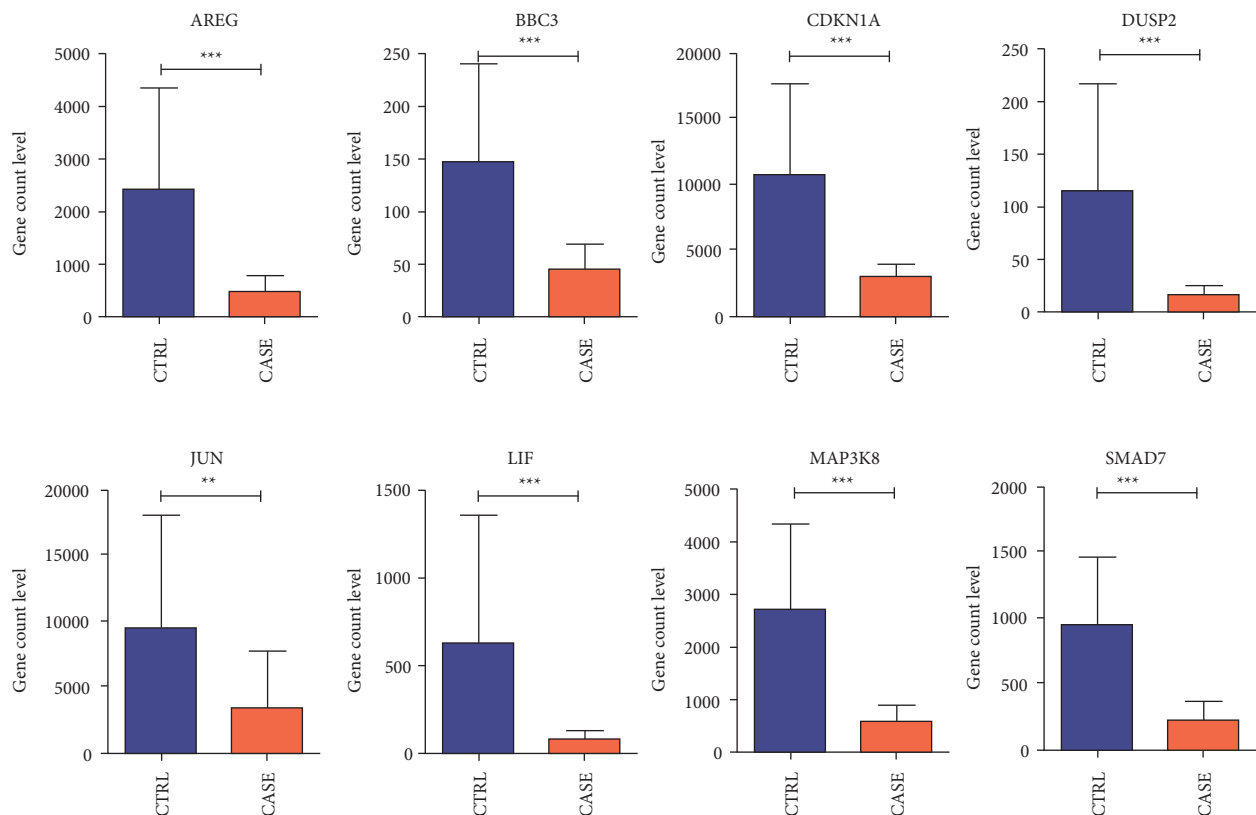 AREG
***
Gene count level
5000
4000
3000
2000
1000
0
CTRL
CASE
BBC3
***
Gene count level
250
200
150
100
50
0
CTRL
CASE
CDKN1A
***
Gene count level
20000
15000
10000
5000
0
CTRL
CASE
DUSP2
***
Gene count level
250
200
150
100
50
0
CTRL
CASE
JUN
**
Gene count level
20000
15000
10000
5000
0
CTRL
CASE
LIF
***
Gene count level
1500
1000
500
0
CTRL
CASE
MAP3K8
***
Gene count level
5000
4000
3000
2000
1000
0
CTRL
CASE
SMAD7
***
Gene count level
2000
1500
1000
500
0
CTRL
CASE